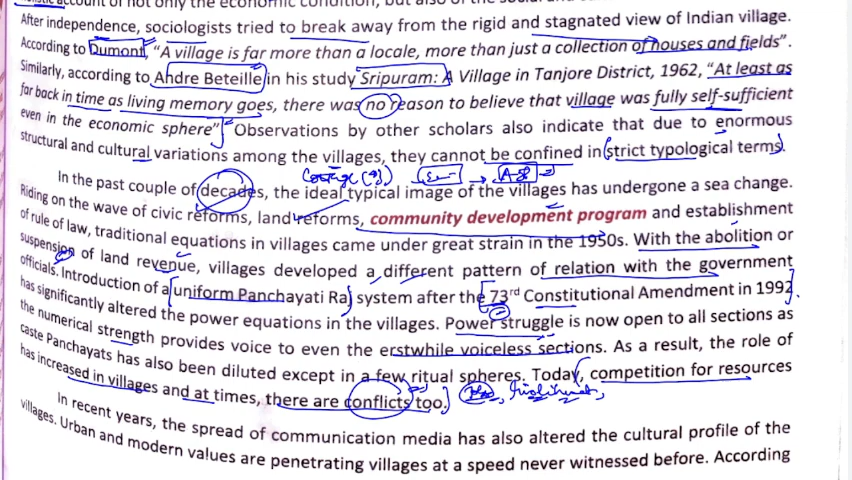 account of not only the economic condition, but also of the social and
After independence, sociologists tried to break away from the rigid and stagnated view of Indian village.
According to Dumont, "A village is far more than a locale, more than just a collection of houses and fields".
Similarly, according to Andre Beteille in his study Sripuram: A Village in Tanjore District, 1962, "At least as
far back in time as living memory goes, there was no reason to believe that village was fully self-sufficient
even in the economic sphere". Observations by other scholars also indicate that due to enormous
structural and cultural variations among the villages, they cannot be confined in strict typological terms.
In the past couple of decades, the ideal typical image of the villages has undergone a sea change.
Riding on the wave of civic reforms, land reforms, community development program and establishment
of rule of law, traditional equations in villages came under great strain in the 1950s. With the abolition or
suspension of land revenue, villages developed a different pattern of relation with the government
officials. Introduction of a uniform Panchayati Raj system after the 73rd Constitutional Amendment in 1992
has significantly altered the power equations in the villages. Power struggle is now open to all sections as
the numerical strength provides voice to even the erstwhile voiceless sections. As a result, the role of
caste Panchayats has also been diluted except in a few ritual spheres. Today, competition for resources
has increased in villages and at times, there are conflicts too.
In recent years, the spread of communication media has also altered the cultural profile of the
villages. Urban and modern values are penetrating villages at a speed never witnessed before. According